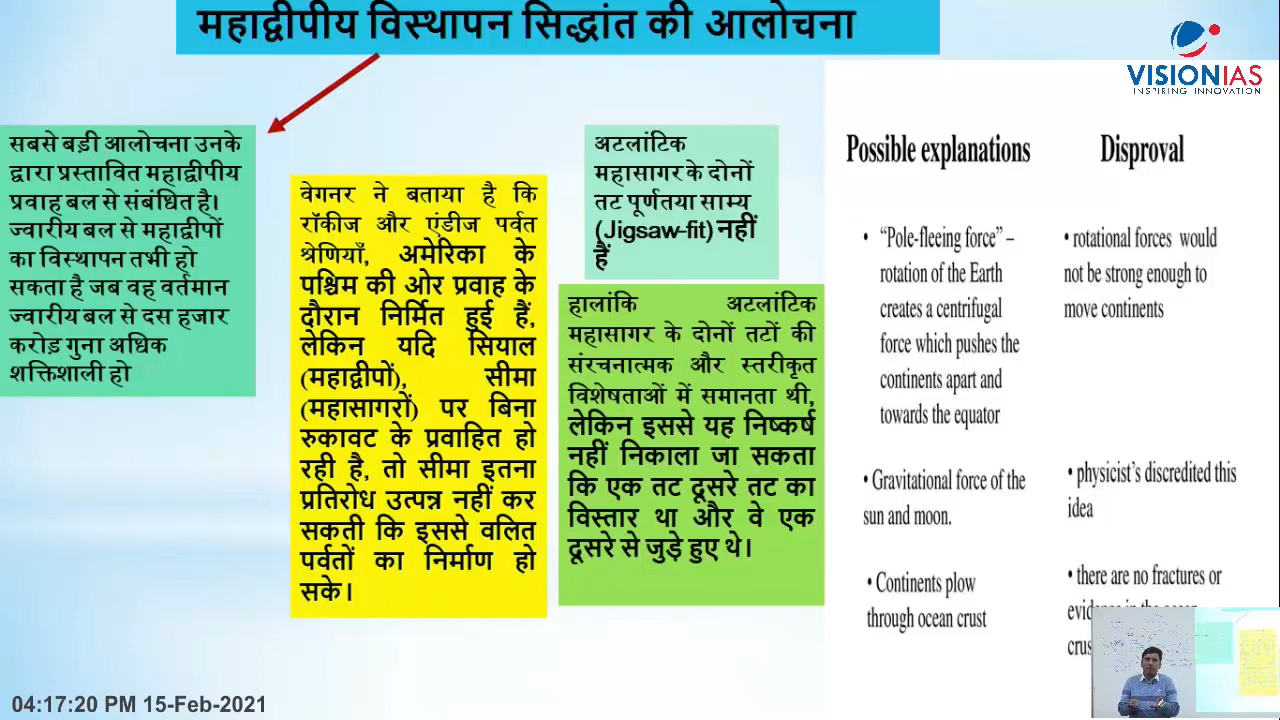 महाद्वीपीय विस्थापन सिद्धांत की आलोचना
VISIONIAS
INSPIRING INNOVATION
सबसे बड़ी आलोचना उनके
द्वारा प्रस्तावित महाद्वीपीय
प्रवाह बल से संबंधित है।
ज्वारीय बल से महाद्वीपों
का विस्थापन तभी हो
सकता है जब वह वर्तमान
ज्वारीय बल से दस हजार
करोड़ गुना अधिक
शक्तिशाली हो
वेगनर ने बताया है कि
रॉकीज और एंडीज पर्वत
श्रेणियाँ, अमेरिका के
पश्चिम की ओर प्रवाह के
दौरान निर्मित हुई हैं,
लेकिन यदि सियाल
(महाद्वीपों), सीमा
(महासागरों) पर बिना
रुकावट के प्रवाहित हो
रही है, तो सीमा इतना
प्रतिरोध उत्पन्न नहीं कर
सकती कि इससे वलित
पर्वतों का निर्माण हो
सके।
अटलांटिक
महासागर के दोनों
तट पूर्णतया साम्य
(Jigsaw-fit) नहीं
हैं
हालांकि अटलांटिक
महासागर के दोनों तटों की
संरचनात्मक और स्तरीकृत
विशेषताओं में समानता थी,
लेकिन इससे यह निष्कर्ष
नहीं निकाला जा सकता
कि एक तट दूसरे तट का
विस्तार था और वे एक
दूसरे से जुड़े हुए थे।
Possible explanations
• “Pole-fleeing force” –
rotation of the Earth
creates a centrifugal
force which pushes the
continents apart and
towards the equator
• Gravitational force of the
sun and moon.
• Continents plow
through ocean crust
Disproval
• rotational forces would
not be strong enough to
move continents
• physicist’s discredited this
idea
• there are no fractures or
04:17:20 PM 15-Feb-2021